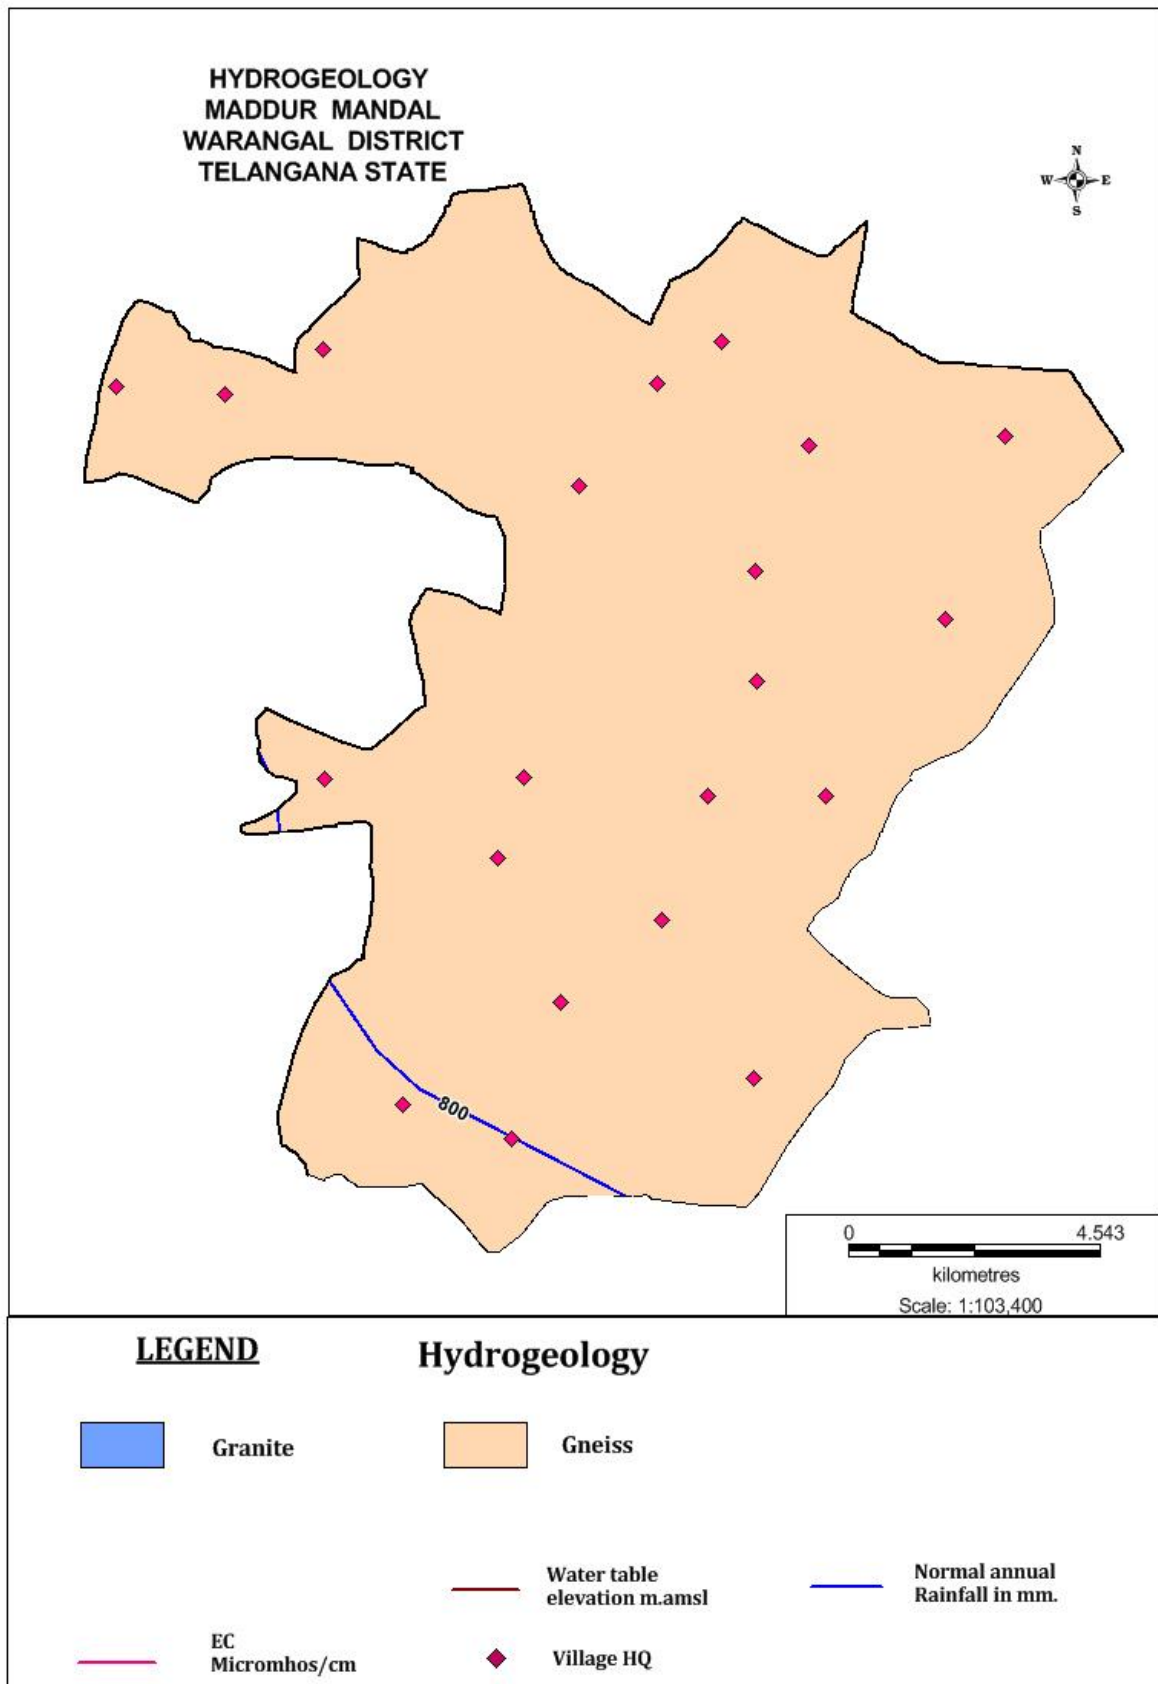 HYDROGEOLOGY
MADDUR MANDAL
WARANGAL DISTRICT
TELANGANA STATE
N
W E
S
800
0 4.543
kilometres
Scale: 1:103,400
LEGEND Hydrogeology
Granite Gneiss
Water table
elevation m.amsl
Normal annual
Rainfall in mm.
EC
Micromhos/cm
Village HQ